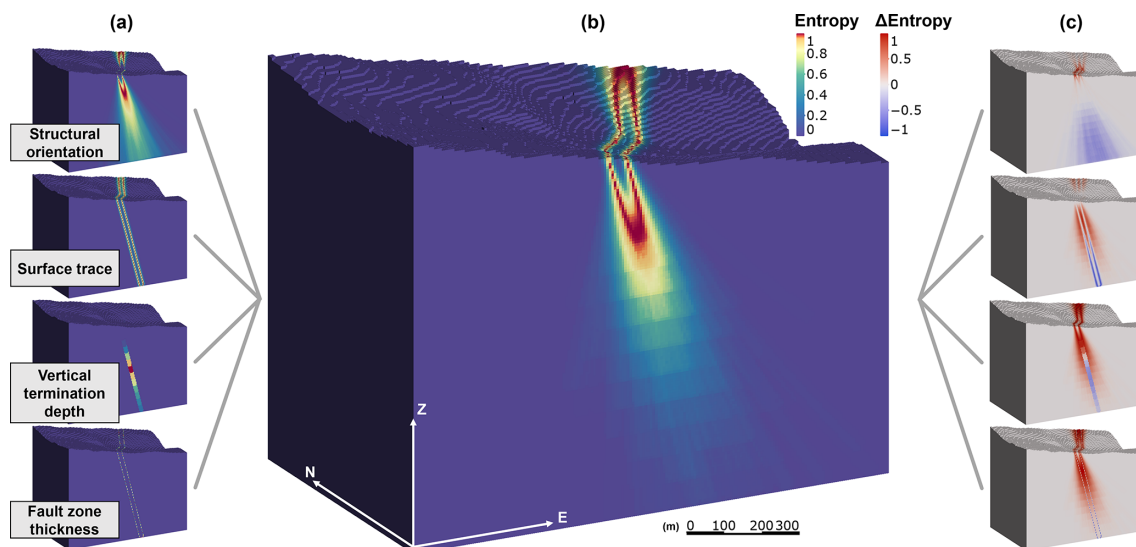 (a)
(b)
(c)
Entropy
1
0.8
0.6
0.4
0.2
0
ΔEntropy
1
0.5
0
−0.5
−1
Structural
orientation
Surface trace
Vertical
termination
depth
Fault zone
thickness
Z
N
E
(m) 0 100 200 300